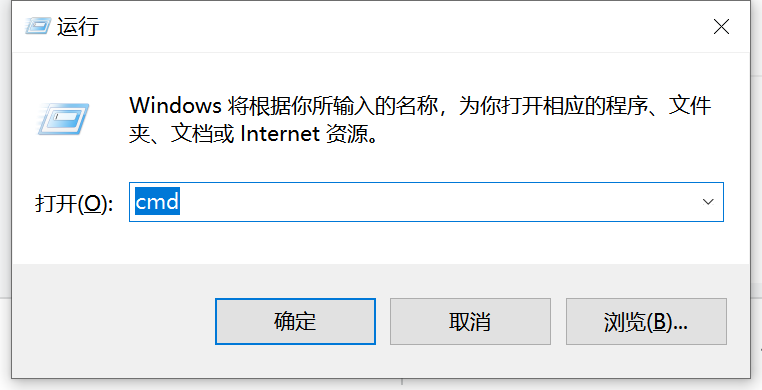 运行
Windows 将根据你所输入的名称，为你打开相应的程序、文件
夹、文档或 Internet 资源。
打开(O): cmd
确定 取消 浏览(B)...